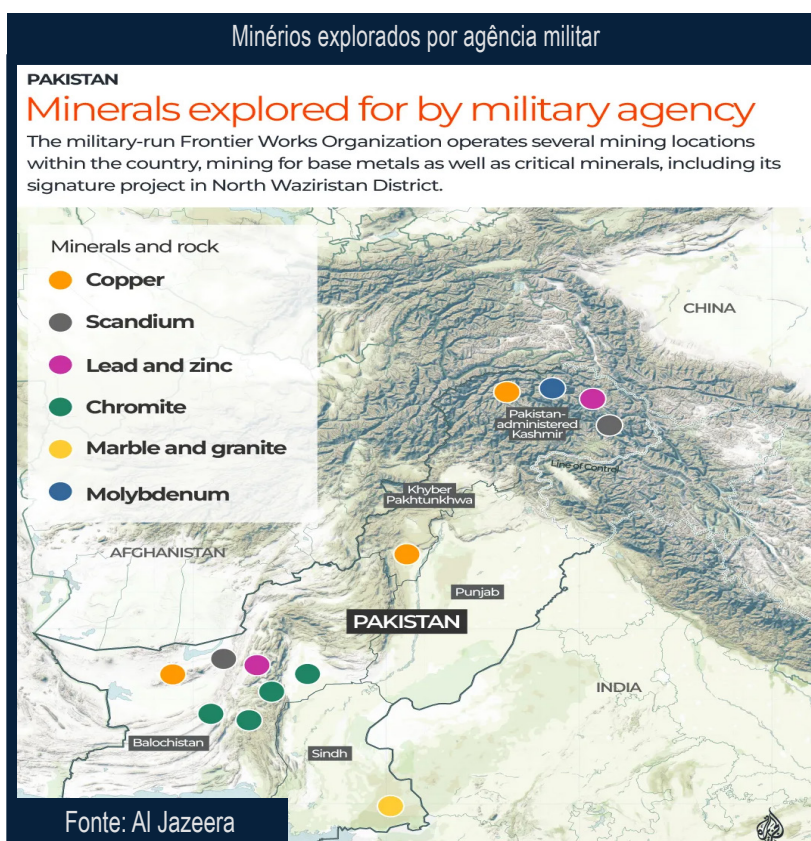 Minérios explorados por agência militar
PAKISTAN
Minerals explored for by military agency
The military-run Frontier Works Organization operates several mining locations
within the country, mining for base metals as well as critical minerals, including its
signature project in North Waziristan District.
Minerals and rock
Copper
Scandium
Lead and zinc
Chromite
Marble and granite
Molybdenum
CHINA
Pakistan-
administered
Kashmir
Line of Control
Khyber
Pakhtunkhwa
AFGHANISTAN
Punjab
PAKISTAN
INDIA
Balochistan
Sindh
Fonte: Al Jazeera